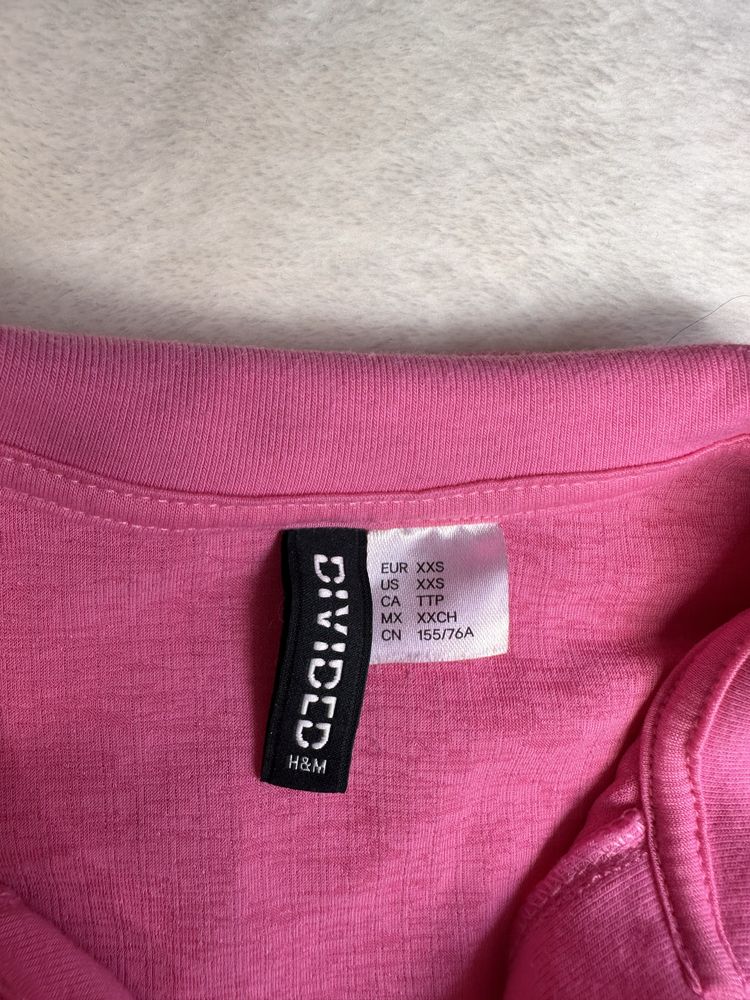 DIVIDED
H&M
EUR XXS
US XXS
CA TTP
MX XXCH
CN 155/76A